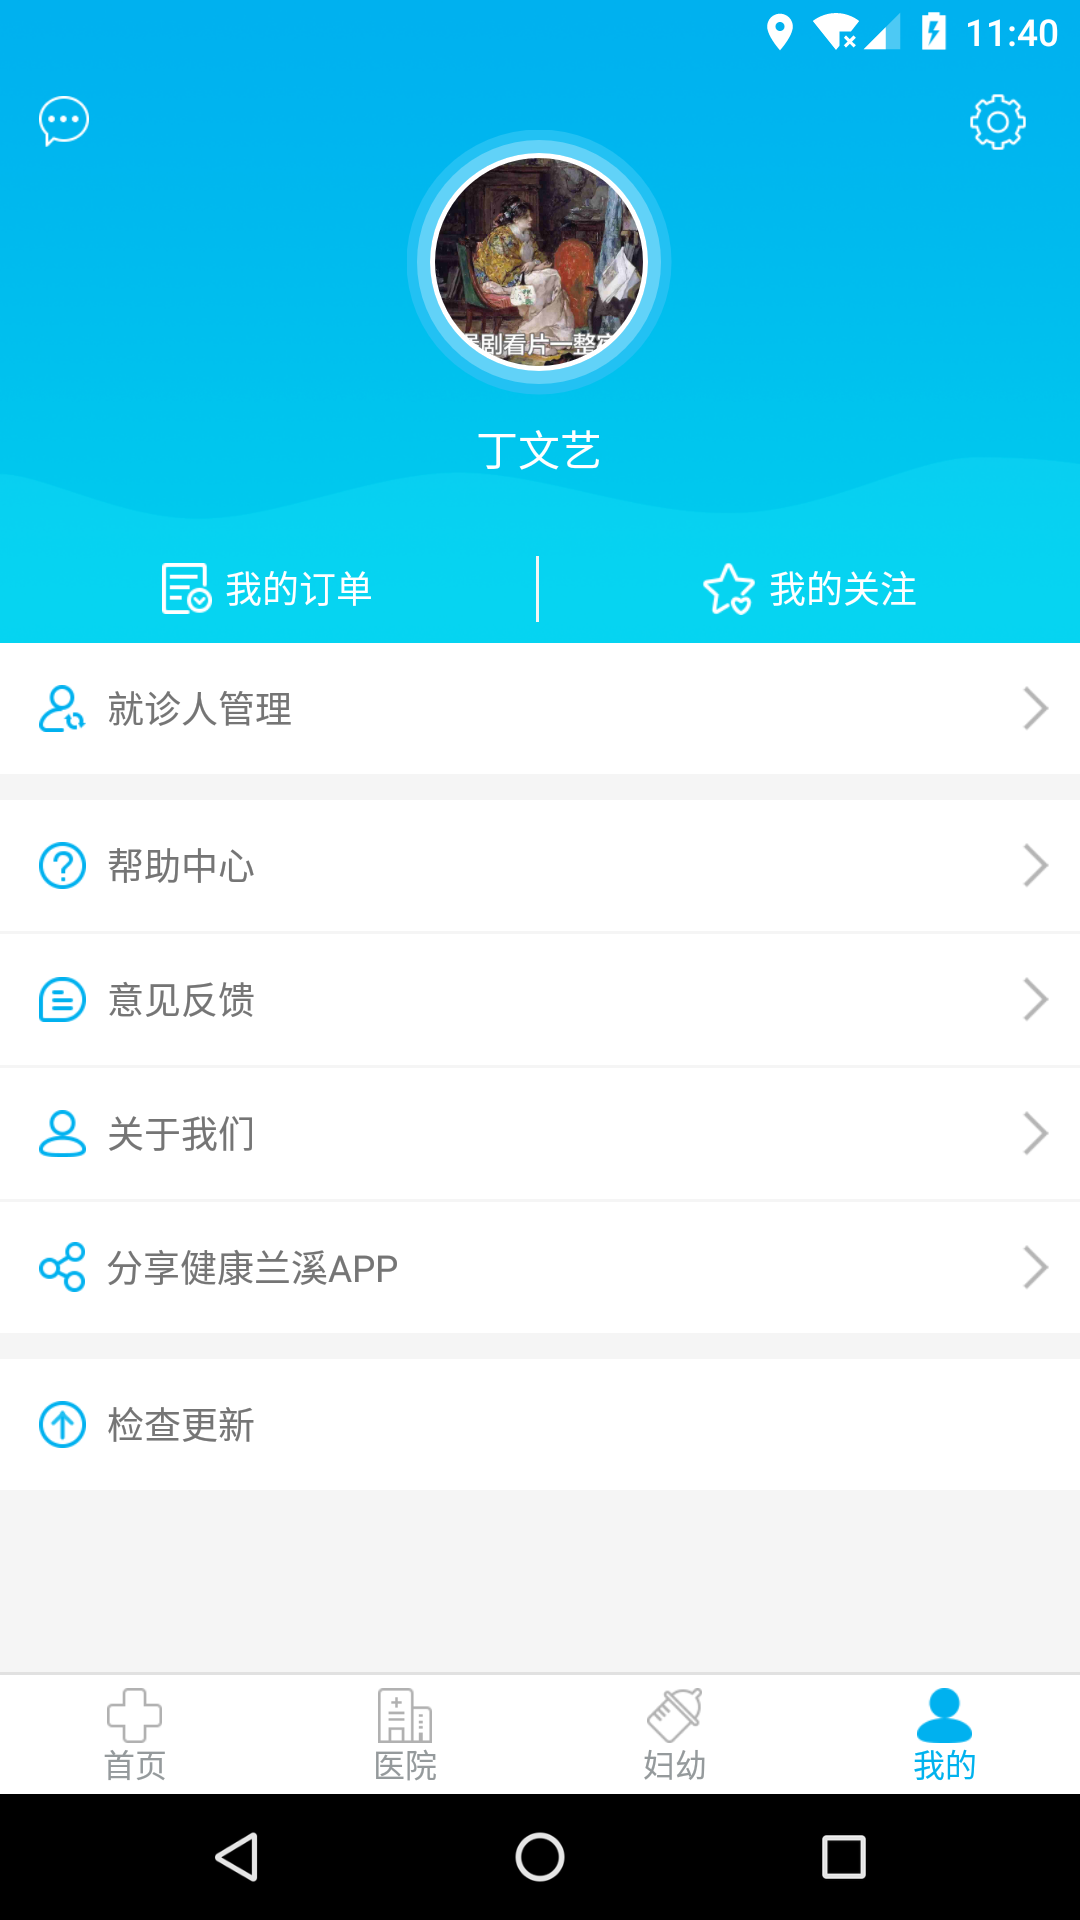 11:40
剧看片一整
丁文艺
我的订单
我的关注
就诊人管理
帮助中心
意见反馈
关于我们
分享健康兰溪APP
检查更新
首页
医院
妇幼
我的